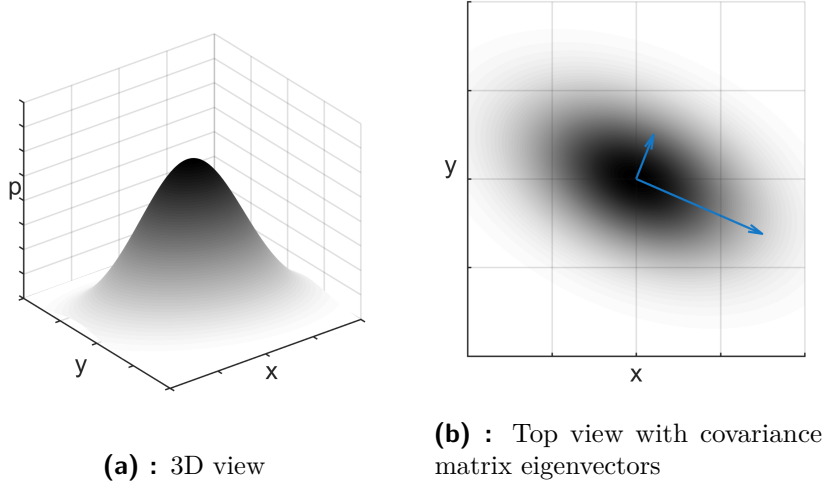 p
y
x
(a) : 3D view
y
x
(b) : Top view with covariance
matrix eigenvectors